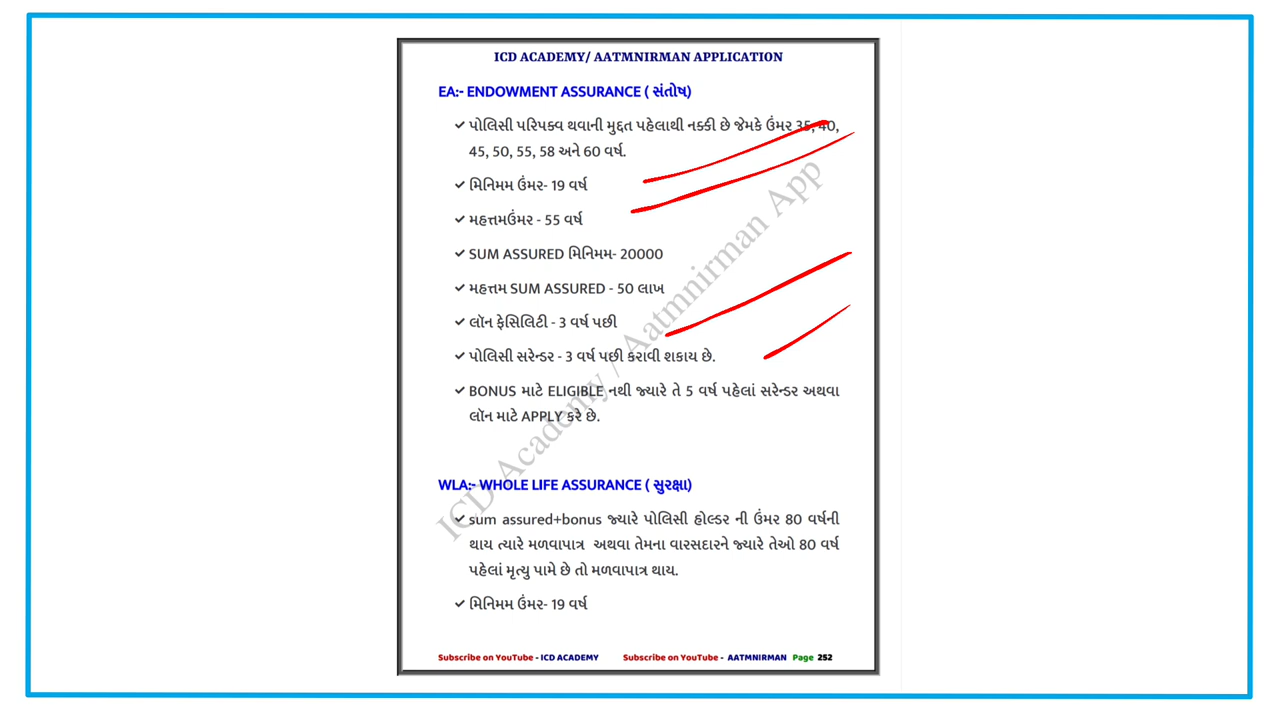 ICD ACADEMY/ AATMNIRMAN APPLICATION
EA:- ENDOWMENT ASSURANCE ( સંતોષ)
✓ પોલિસી પરિપક્વ થવાની મુદ્દત પહેલાથી નક્કી છે જેમકે ઉંમર 35, 40,
45, 50, 55, 58 અને 60 વર્ષ.
✓ મિનિમમ ઉંમર- 19 વર્ષ
✓ મહત્તમઉંમર - 55 વર્ષ
✓ SUM ASSURED મિનિમમ- 20000
✓ મહત્તમ SUM ASSURED - 50 લાખ
✓ લૉન ફેસિલિટી - 3 વર્ષ પછી
✓ પોલિસી સરેન્ડર - 3 વર્ષ પછી કરાવી શકાય છે.
✓ BONUS માટે ELIGIBLE નથી જ્યારે તે 5 વર્ષ પહેલાં સરેન્ડર અથવા
લૉન માટે APPLY કરે છે.
WLA:- WHOLE LIFE ASSURANCE ( સુરક્ષા)
✓ sum assured+bonus જ્યારે પોલિસી હોલ્ડર ની ઉંમર 80 વર્ષની
થાય ત્યારે મળવાપાત્ર અથવા તેમના વારસદારને જ્યારે તેઓ 80 વર્ષ
પહેલાં મૃત્યુ પામે છે તો મળવાપાત્ર થાય.
✓ મિનિમમ ઉંમર- 19 વર્ષ
ICD Academy / Aatmnirman App
Subscribe on YouTube - ICD ACADEMY Subscribe on YouTube - AATMNIRMAN Page 252